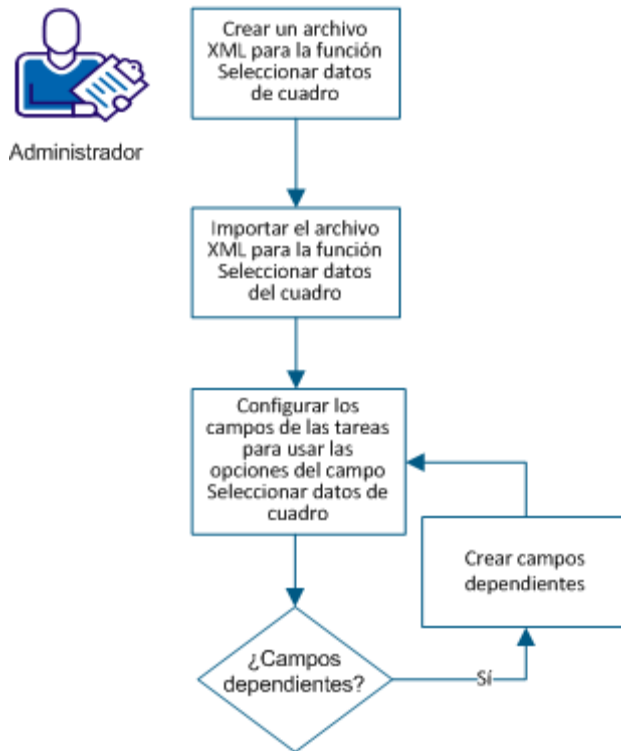 Administrador
Crear un archivo
XML para la función
Seleccionar datos
de cuadro
Importar el archivo
XML para la función
Seleccionar datos
del cuadro
Configurar los
campos de las tareas
para usar las
opciones del campo
Seleccionar datos de
cuadro
Crear campos
dependientes
¿Campos
dependientes?
Sí